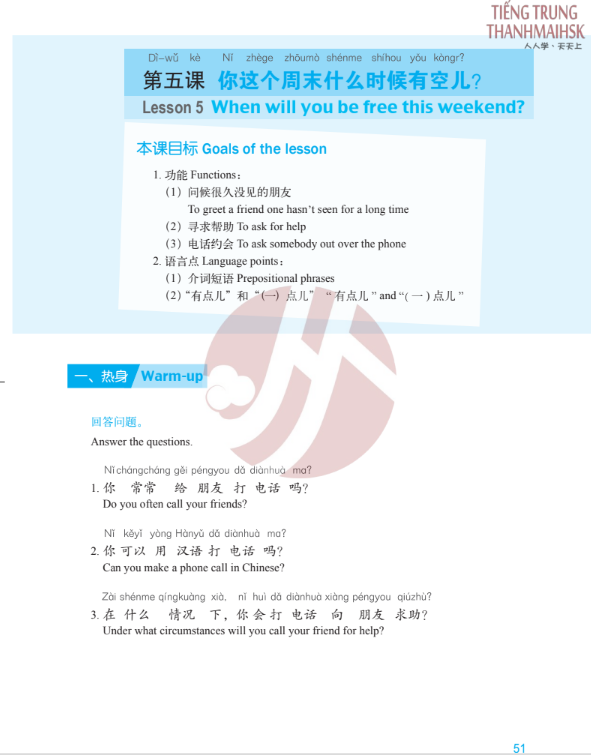 TIẾNG TRUNG
THANHMAIHSK
人人学·天天上
Dì-wǔ kè Nǐ zhège zhōumò shénme shíhou yǒu kòngr?
第五课 你这个周末什么时候有空儿?
Lesson 5 When will you be free this weekend?
本课目标 Goals of the lesson
1. 功能 Functions:
(1) 问候很久没见的朋友
To greet a friend one hasn't seen for a long time
(2) 寻求帮助 To ask for help
(3) 电话约会 To ask somebody out over the phone
2. 语言点 Language points:
(1) 介词短语 Prepositional phrases
(2) “有点儿” 和 “(一) 点儿” “有点儿” and “(一) 点儿”
一、热身 Warm-up
回答问题。
Answer the questions.
Nǐ chángcháng gěi péngyou dǎ diànhuà ma?
1. 你 常常 给 朋友 打 电话 吗?
Do you often call your friends?
Nǐ kěyǐ yòng Hànyǔ dǎ diànhuà ma?
2. 你 可以 用 汉语 打 电话 吗?
Can you make a phone call in Chinese?
Zài shénme qíngkuàng xià, nǐ huì dǎ diànhuà xiàng péngyou qiúzhù?
3. 在 什么 情况 下, 你 会 打 电话 向 朋友 求助?
Under what circumstances will you call your friend for help?
51